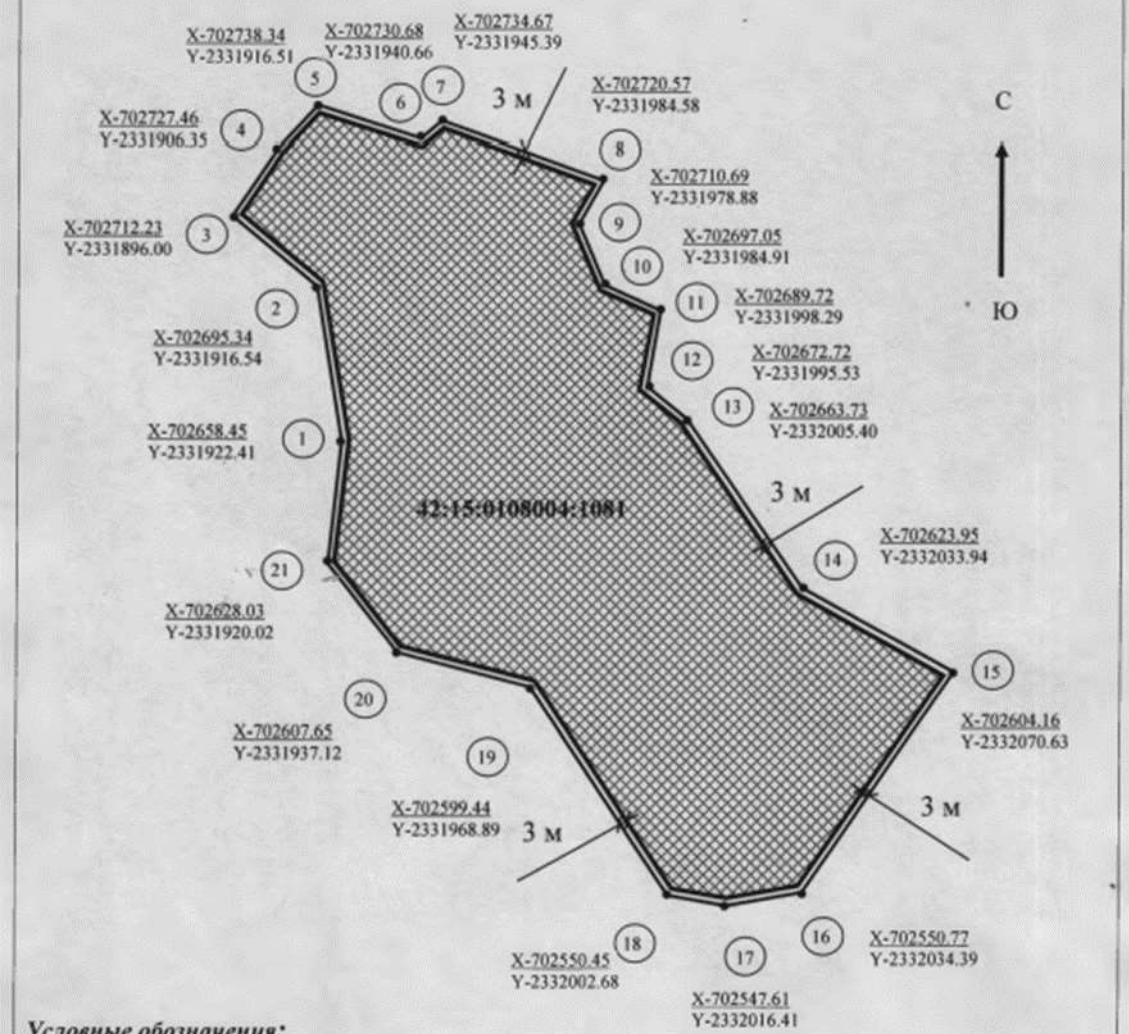 X-702738.34
Y-2331916.51
X-702730.68
Y-2331940.66
X-702734.67
Y-2331945.39
5
6
7
3 м
X-702720.57
Y-2331984.58
С
X-702727.46
Y-2331906.35
4
8
X-702710.69
Y-2331978.88
X-702712.23
Y-2331896.00
3
9
X-702697.05
Y-2331984.91
10
2
11
X-702689.72
Y-2331998.29
Ю
X-702695.34
Y-2331916.54
12
X-702672.72
Y-2331995.53
13
X-702663.73
Y-2332005.40
X-702658.45
Y-2331922.41
1
3 м
42:15:0108004:1081
X-702623.95
Y-2332033.94
14
21
X-702628.03
Y-2331920.02
15
20
X-702604.16
Y-2332070.63
X-702607.65
Y-2331937.12
19
X-702599.44
Y-2331968.89
3 м
3 м
18
16
X-702550.77
Y-2332034.39
17
X-702550.45
Y-2332002.68
X-702547.61
Y-2332016.41
Условные обозначения: